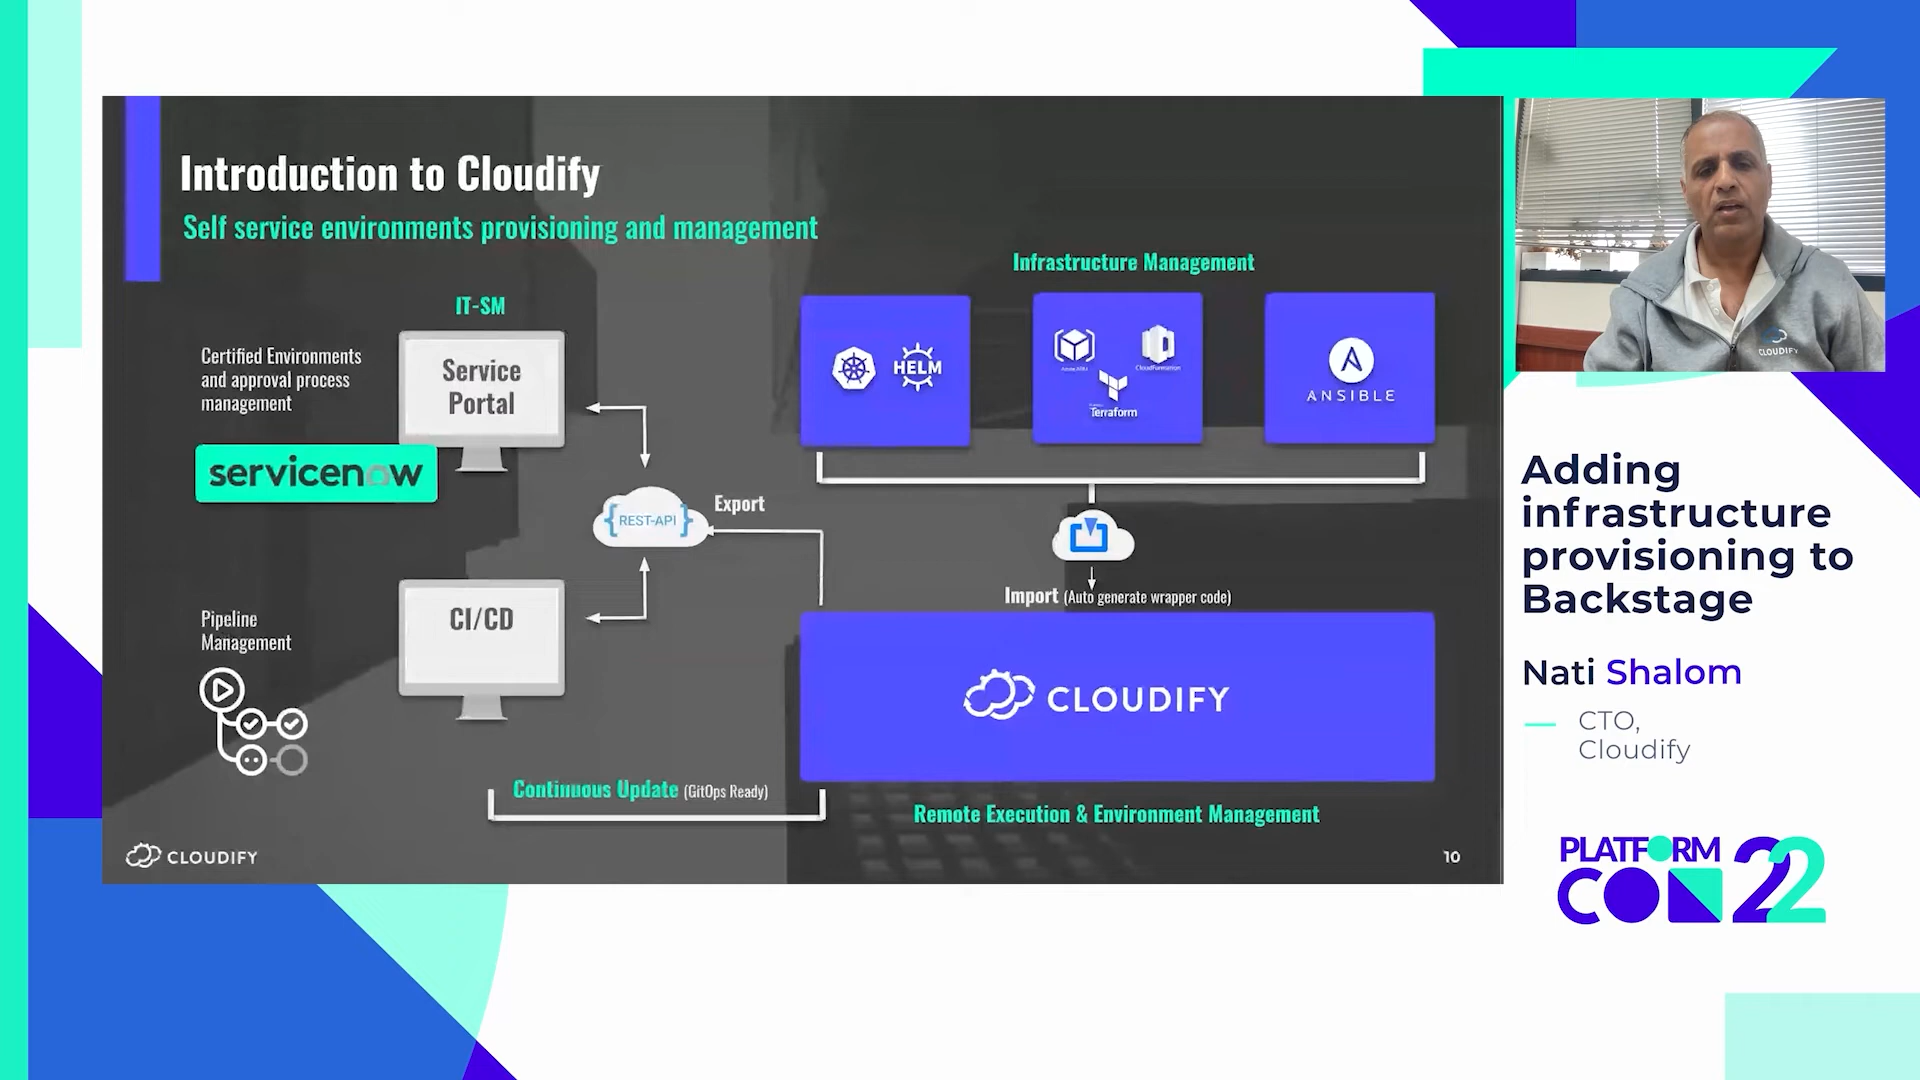 Introduction to Cloudify
Self service environments provisioning and management
IT-SM
Certified Environments
and approval process
management
Service
Portal
servicenow
{REST-API}
Export
Pipeline
Management
CI/CD
Continuous Update (GitOps Ready)
Infrastructure Management
HELM
Azure ARM
CloudFormation
Terraform
ANSIBLE
Import (Auto generate wrapper code)
CLOUDIFY
Remote Execution & Environment Management
CLOUDIFY
10
CLOUDIFY
Adding
infrastructure
provisioning to
Backstage
Nati Shalom
CTO,
Cloudify
PLATFORM
CON 22